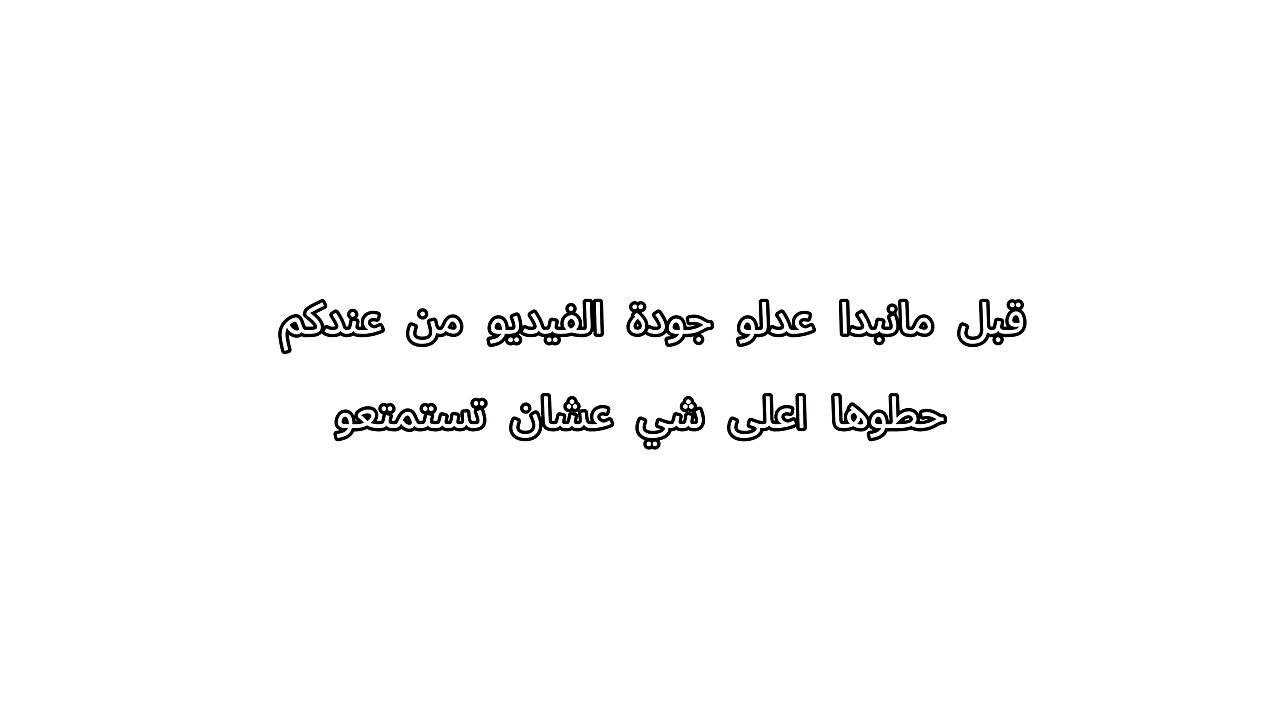 قبل مانبدا عدلو جودة الفيديو من عندكم
حطوها اعلى شي عشان تستمتعو